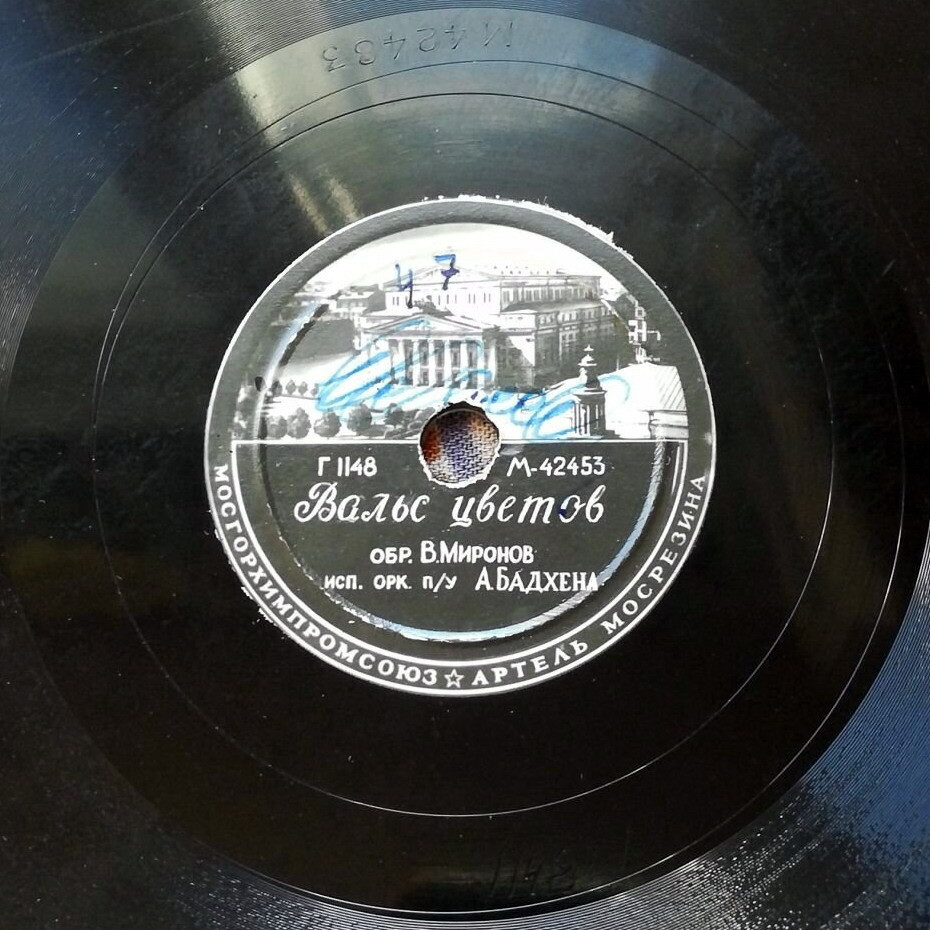 М42483
47
Г 1148 М-42453
Вальс цветов
ОБР. В.МИРОНОВ
ИСП. ОРК. П/У А.БАДХЕНА
МОСГОРХИМПРОМСОЮЗ ☆ АРТЕЛЬ МОСРЕЗИНА